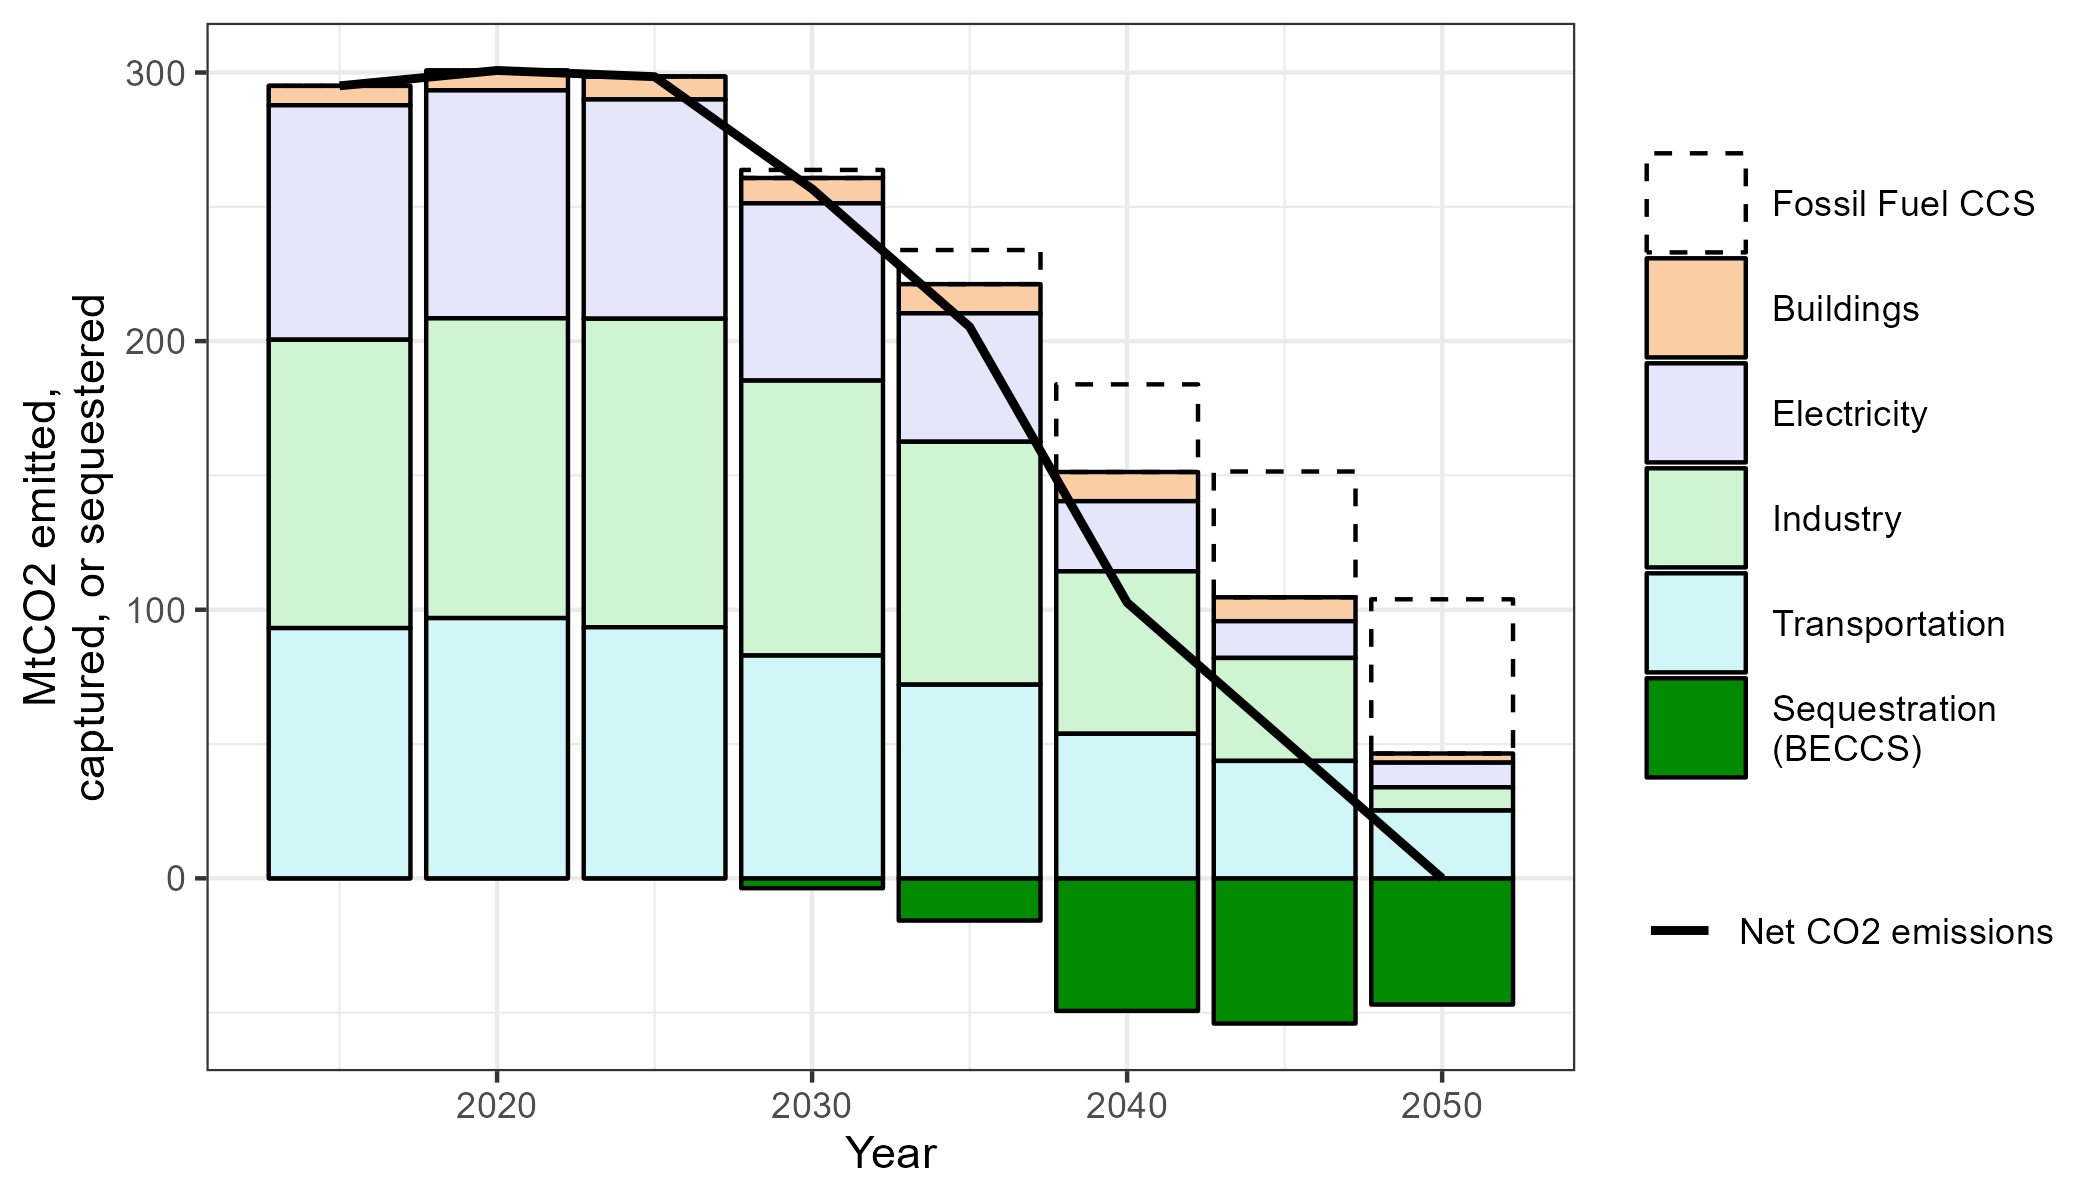 MtCO2 emitted,
captured, or sequestered
300
200
100
0
2020
2030
2040
2050
Year
Fossil Fuel CCS
Buildings
Electricity
Industry
Transportation
Sequestration
(BECCS)
Net CO2 emissions